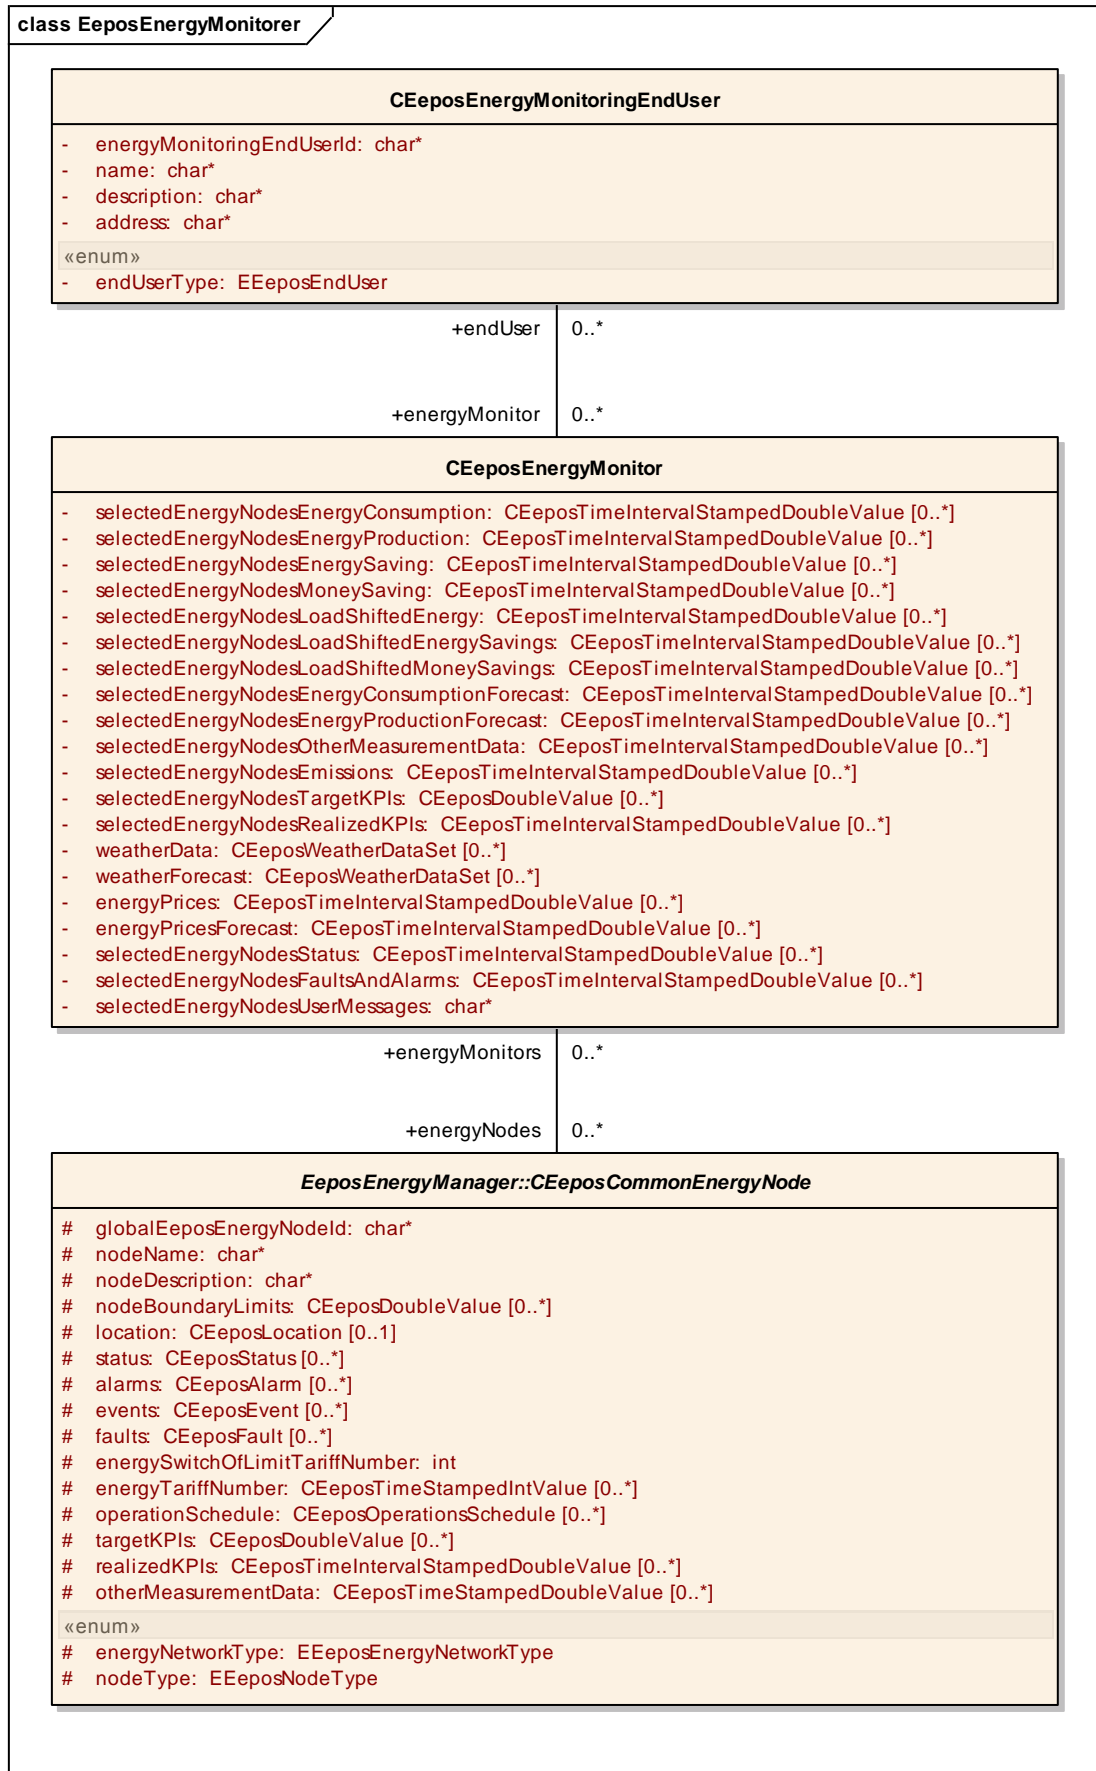 class EeposEnergyMonitorer
CEeposEnergyMonitoringEndUser
- energyMonitoringEndUserId: char*
- name: char*
- description: char*
- address: char*
«enum»
- endUserType: EEeposEndUser
+endUser 0..*
+energyMonitor 0..*
CEeposEnergyMonitor
- selectedEnergyNodesEnergyConsumption: CEeposTimeIntervalStampedDoubleValue [0..*]
- selectedEnergyNodesEnergyProduction: CEeposTimeIntervalStampedDoubleValue [0..*]
- selectedEnergyNodesEnergySaving: CEeposTimeIntervalStampedDoubleValue [0..*]
- selectedEnergyNodesMoneySaving: CEeposTimeIntervalStampedDoubleValue [0..*]
- selectedEnergyNodesLoadShiftedEnergy: CEeposTimeIntervalStampedDoubleValue [0..*]
- selectedEnergyNodesLoadShiftedEnergySavings: CEeposTimeIntervalStampedDoubleValue [0..*]
- selectedEnergyNodesLoadShiftedMoneySavings: CEeposTimeIntervalStampedDoubleValue [0..*]
- selectedEnergyNodesEnergyConsumptionForecast: CEeposTimeIntervalStampedDoubleValue [0..*]
- selectedEnergyNodesEnergyProductionForecast: CEeposTimeIntervalStampedDoubleValue [0..*]
- selectedEnergyNodesOtherMeasurementData: CEeposTimeIntervalStampedDoubleValue [0..*]
- selectedEnergyNodesEmissions: CEeposTimeIntervalStampedDoubleValue [0..*]
- selectedEnergyNodesTargetKPIs: CEeposDoubleValue [0..*]
- selectedEnergyNodesRealizedKPIs: CEeposTimeIntervalStampedDoubleValue [0..*]
- weatherData: CEeposWeatherDataSet [0..*]
- weatherForecast: CEeposWeatherDataSet [0..*]
- energyPrices: CEeposTimeIntervalStampedDoubleValue [0..*]
- energyPricesForecast: CEeposTimeIntervalStampedDoubleValue [0..*]
- selectedEnergyNodesStatus: CEeposTimeIntervalStampedDoubleValue [0..*]
- selectedEnergyNodesFaultsAndAlarms: CEeposTimeIntervalStampedDoubleValue [0..*]
- selectedEnergyNodesUserMessages: char*
+energyMonitors 0..*
+energyNodes 0..*
EeposEnergyManager::CEeposCommonEnergyNode
# globalEeposEnergyNodeId: char*
# nodeName: char*
# nodeDescription: char*
# nodeBoundaryLimits: CEeposDoubleValue [0..*]
# location: CEeposLocation [0..1]
# status: CEeposStatus [0..*]
# alarms: CEeposAlarm [0..*]
# events: CEeposEvent [0..*]
# faults: CEeposFault [0..*]
# energySwitchOfLimitTariffNumber: int
# energyTariffNumber: CEeposTimeStampedIntValue [0..*]
# operationSchedule: CEeposOperationsSchedule [0..*]
# targetKPIs: CEeposDoubleValue [0..*]
# realizedKPIs: CEeposTimeIntervalStampedDoubleValue [0..*]
# otherMeasurementData: CEeposTimeStampedDoubleValue [0..*]
«enum»
# energyNetworkType: EEeposEnergyNetworkType
# nodeType: EEeposNodeType